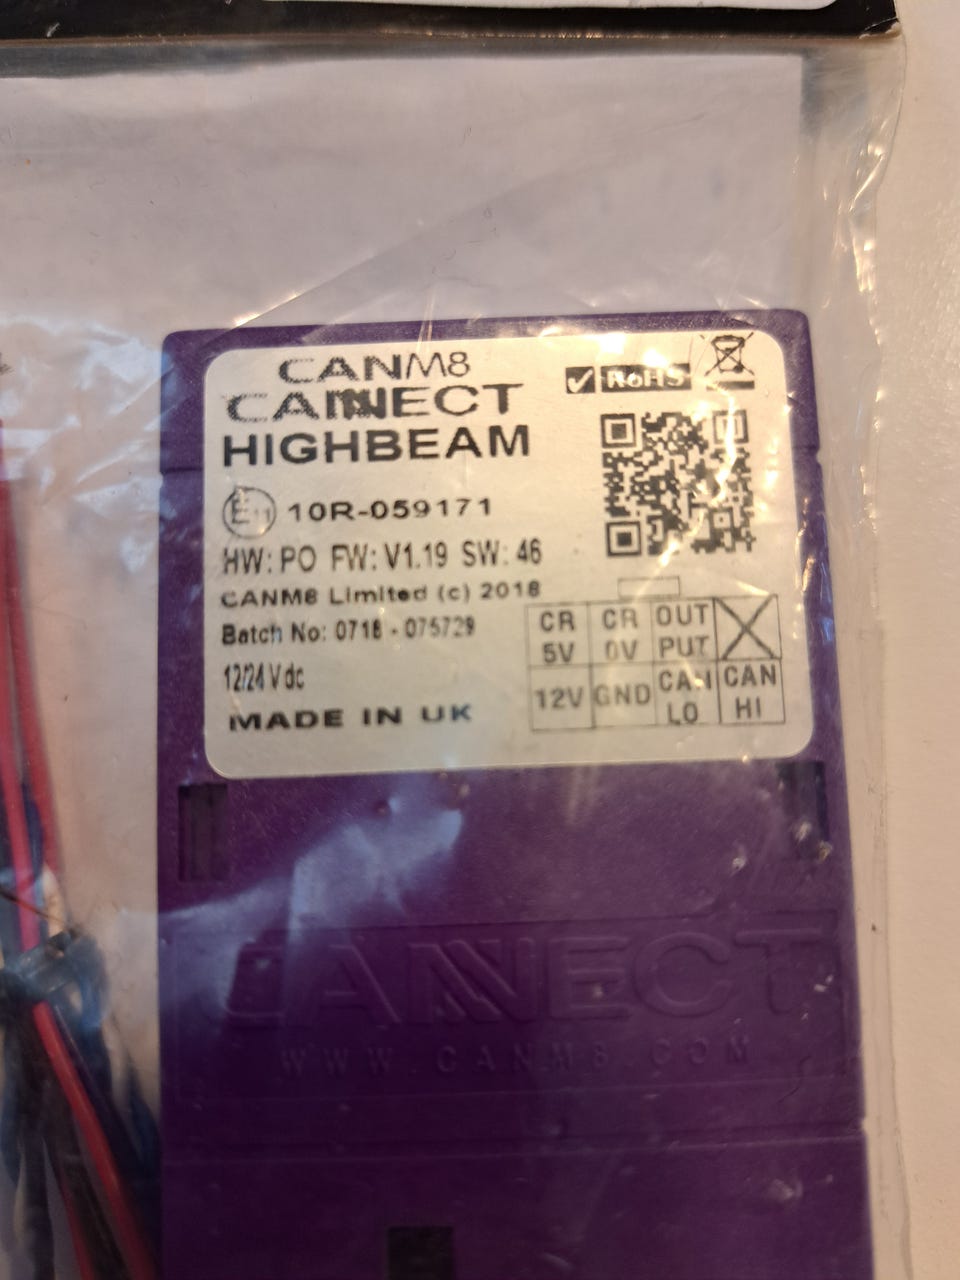 CANM8
CANNECT
HIGHBEAM
RoHS
E11 10R-059171
HW: PO FW: V1.19 SW: 46
CANM8 Limited (c) 2018
Batch No: 0718 - 075729
12/24 V dc
MADE IN UK
CR 5V
CR 0V
OUT PUT
12V
GND
CAN LO
CAN HI
CANNECT
WWW.CANM8.COM